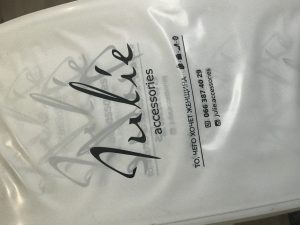 Julie
accessories
ТО, ЧЕГО ХОЧЕТ ЖЕНЩИНА
066 387 40 29
julie.accessories